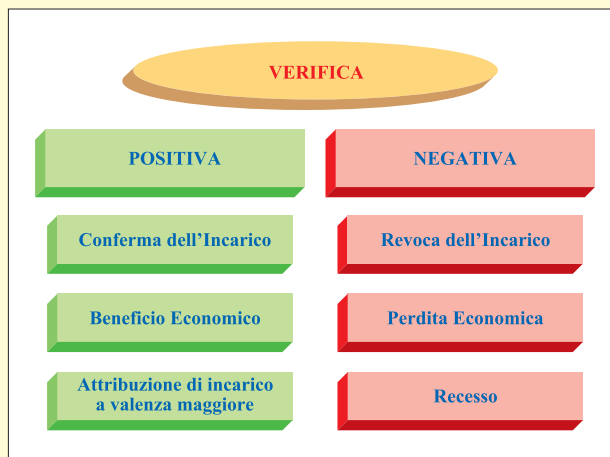 VERIFICA
POSITIVA
NEGATIVA
Conferma dell'Incarico
Revoca dell'Incarico
Beneficio Economico
Perdita Economica
Attribuzione di incarico
a valenza maggiore
Recesso